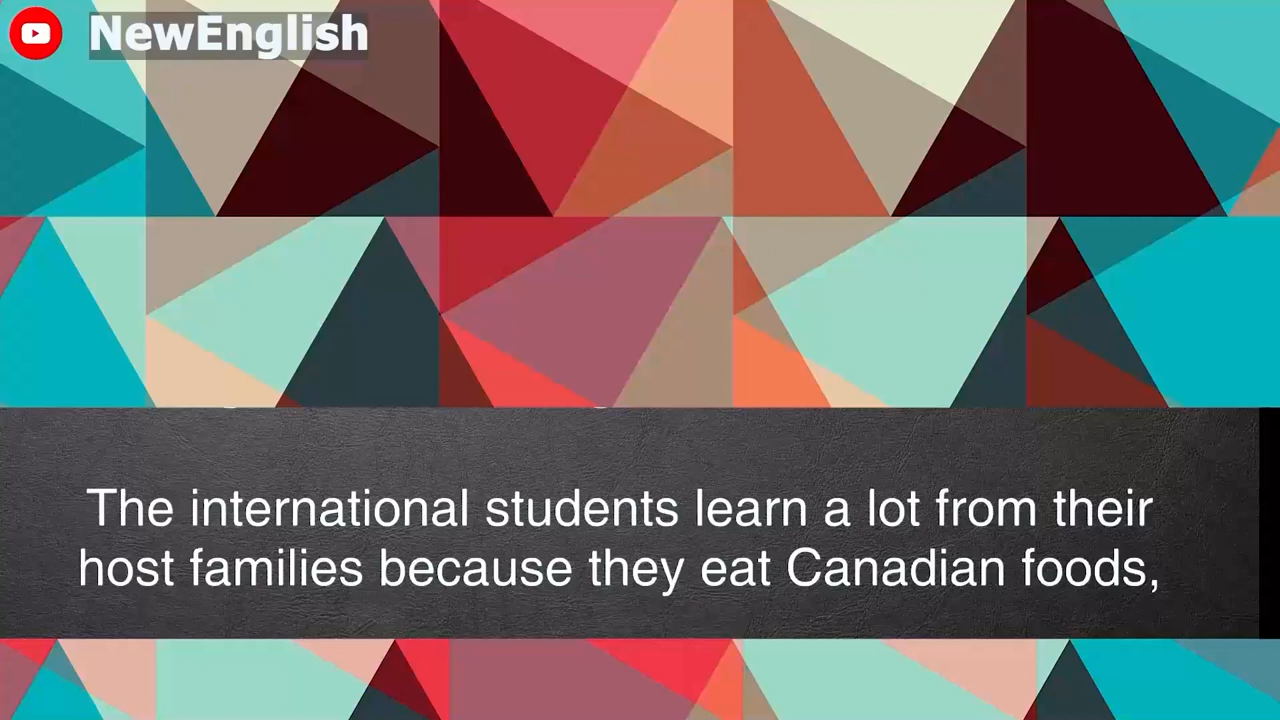 NewEnglish
The international students learn a lot from their
host families because they eat Canadian foods,